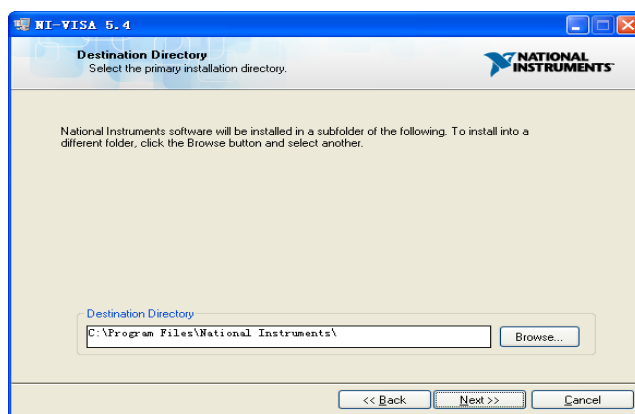 NI-VISA 5.4
Destination Directory
Select the primary installation directory.
NATIONAL
INSTRUMENTS™
National Instruments software will be installed in a subfolder of the following. To install into a
different folder, click the Browse button and select another.
Destination Directory
C:\Program Files\National Instruments\
Browse...
<< Back
Next >>
Cancel